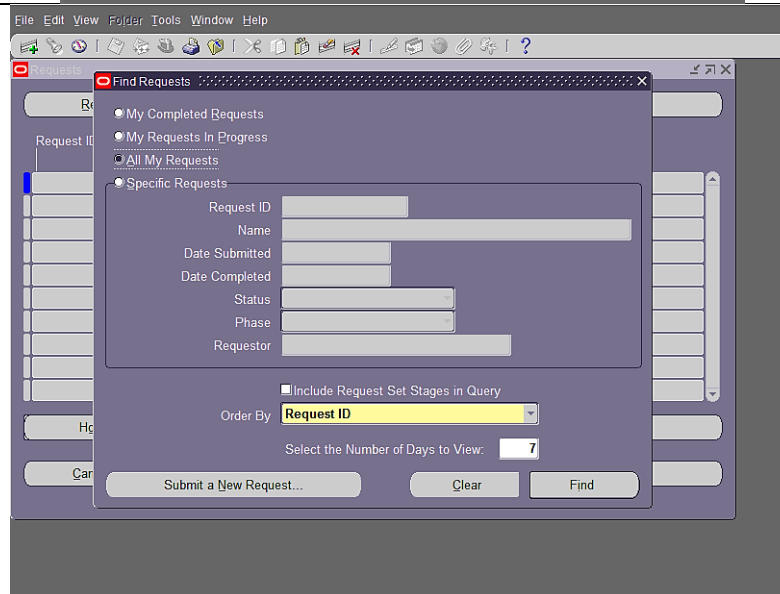 File Edit View Folder Tools Window Help
Requests
Find Requests
Re
My Completed Requests
My Requests In Progress
Request ID
All My Requests
Specific Requests
Request ID
Name
Date Submitted
Date Completed
Status
Phase
Requestor
Include Request Set Stages in Query
Order By Request ID
Ho
Select the Number of Days to View: 7
Can
Submit a New Request... Clear Find